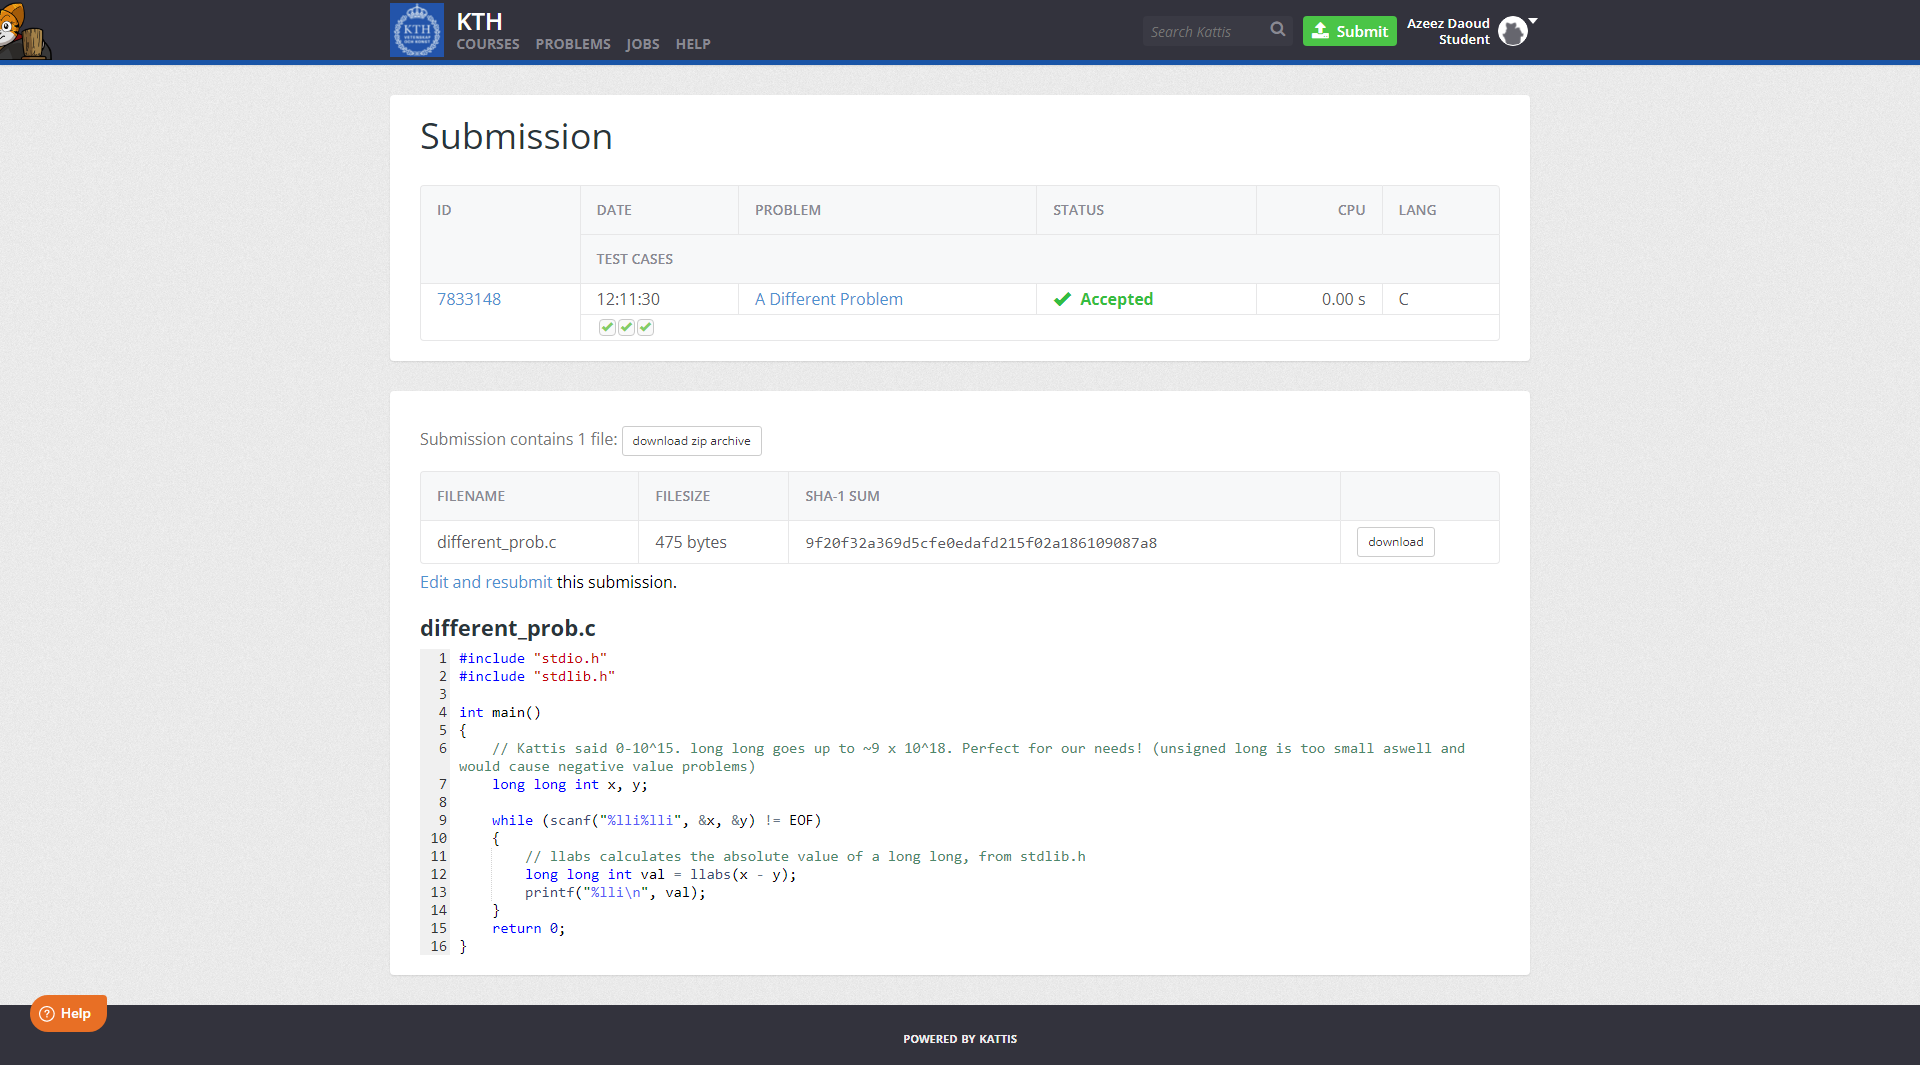 KTH
COURSES PROBLEMS JOBS HELP
Search Kattis
Submit
Azeez Daoud
Student
Submission
ID DATE PROBLEM STATUS CPU LANG
TEST CASES
7833148 12:11:30 A Different Problem Accepted 0.00 s C
Submission contains 1 file: download zip archive
FILENAME FILESIZE SHA-1 SUM
different_prob.c 475 bytes 9f20f32a369d5cfe0edafd215f02a186109087a8 download
Edit and resubmit this submission.
different_prob.c
1 #include "stdio.h"
2 #include "stdlib.h"
3
4 int main()
5 {
6 // Kattis said 0-10^15. long long goes up to ~9 x 10^18. Perfect for our needs! (unsigned long is too small aswell and
would cause negative value problems)
7 long long int x, y;
8
9 while (scanf("%lli%lli", &x, &y) != EOF)
10 {
11 // llabs calculates the absolute value of a long long, from stdlib.h
12 long long int val = llabs(x - y);
13 printf("%lli\n", val);
14 }
15 return 0;
16 }
Help
POWERED BY KATTIS